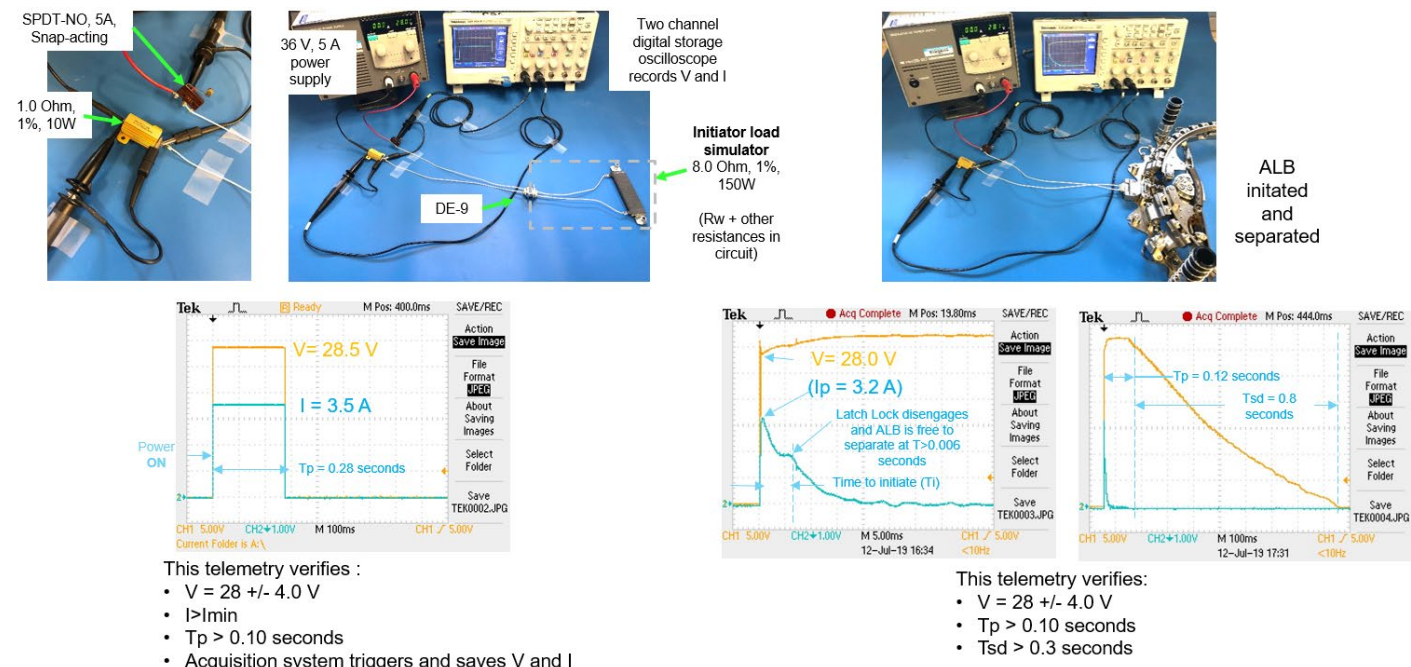 SPDT-NO, 5A,
Snap-acting
1.0 Ohm,
1%, 10W
36 V, 5 A
power
supply
Two channel
digital storage
oscilloscope
records V and I
Initiator load
simulator
8.0 Ohm, 1%,
150W
(Rw + other
resistances in
circuit)
DE-9
ALB
initated
and
separated
Tek
Ready
M Pos: 400.0ms
SAVE/REC
Action
Save Image
File
Format
JPEG
About
Saving
Images
Select
Folder
Save
TEK0002.JPG
V= 28.5 V
I = 3.5 A
Power
ON
Tp = 0.28 seconds
2
CH1 5.00V
CH2 1.00V
M 100ms
CH1 5.00V
Current Folder is A:\
This telemetry verifies :
• V = 28 +/- 4.0 V
• I>Imin
• Tp > 0.10 seconds
• Acquisition system triggers and saves V and I
Tek
Acq Complete
M Pos: 19.80ms
SAVE/REC
Action
Save Image
File
Format
JPEG
About
Saving
Images
Select
Folder
Save
TEK0003.JPG
V= 28.0 V
(Ip = 3.2 A)
Latch Lock disengages
and ALB is free to
separate at T>0.006
seconds
Time to initiate (Ti)
2
CH1 5.00V
CH2 1.00V
M 5.00ms
CH1 5.00V
12-Jul-19 16:34
<10Hz
Tek
Acq Complete
M Pos: 444.0ms
SAVE/REC
Action
Save Image
File
Format
JPEG
About
Saving
Images
Select
Folder
Save
TEK0004.JPG
Tp = 0.12 seconds
Tsd = 0.8
seconds
2
CH1 5.00V
CH2 1.00V
M 100ms
CH1 5.00V
12-Jul-19 17:31
<10Hz
This telemetry verifies:
• V = 28 +/- 4.0 V
• Tp > 0.10 seconds
• Tsd > 0.3 seconds